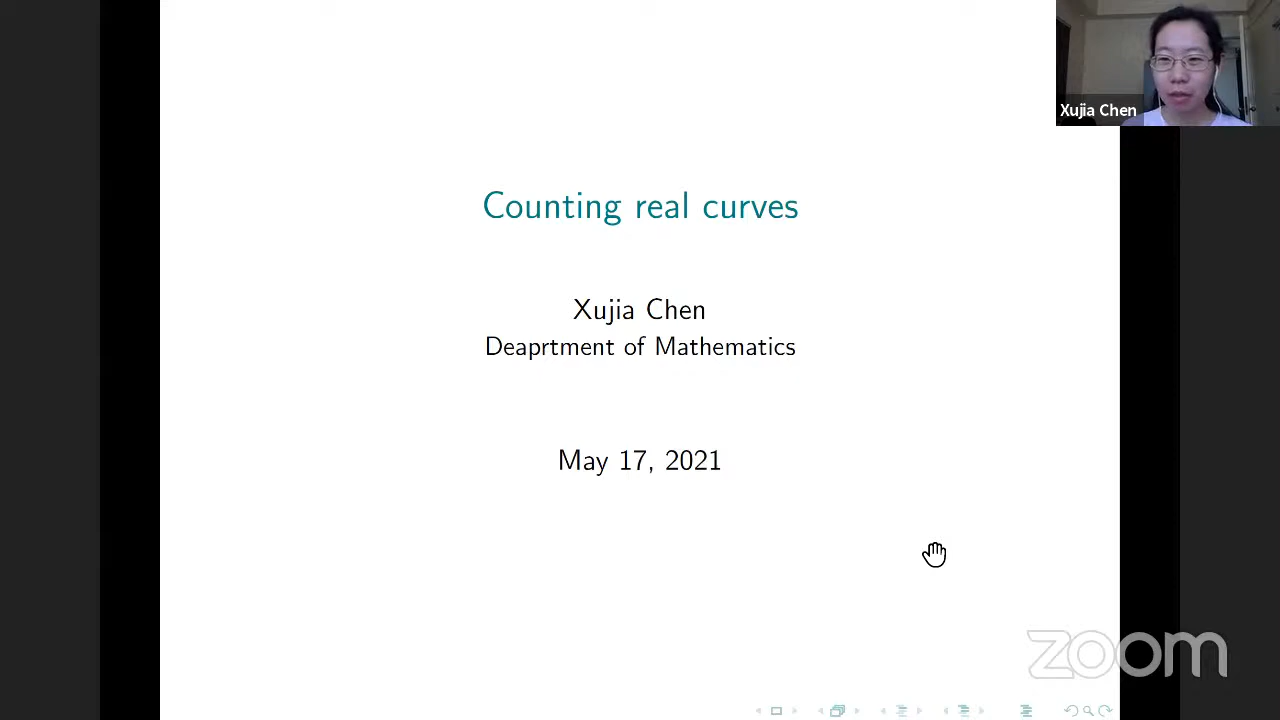 Xujia Chen
Counting real curves
Xujia Chen
Deaprtment of Mathematics
May 17, 2021
zoom